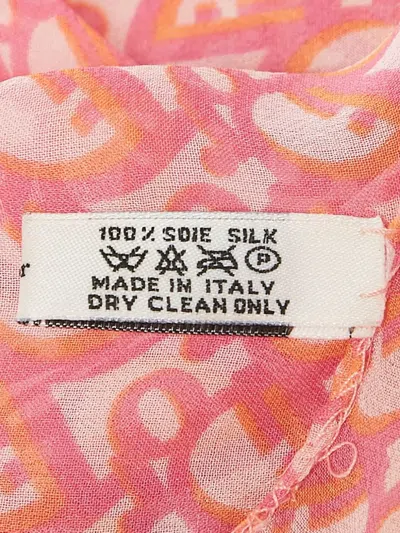 100% SOIE SILK
P
MADE IN ITALY
DRY CLEAN ONLY